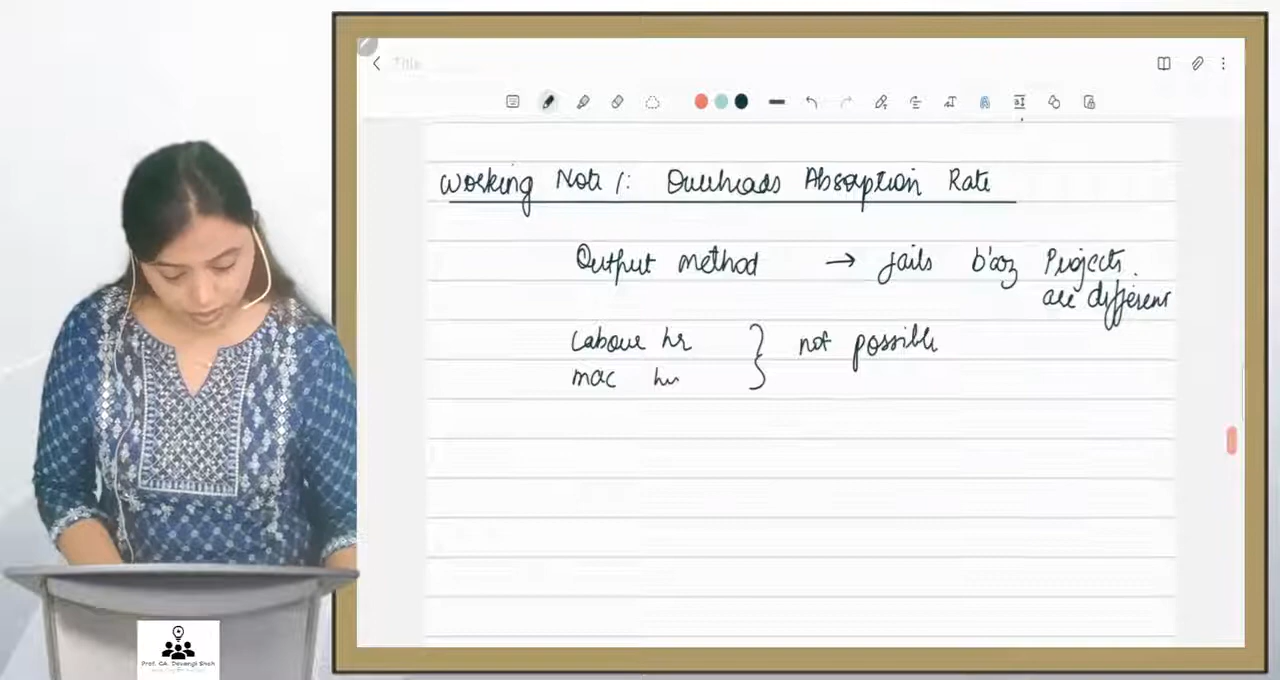 Title
Working Note 1: Overheads Absorption Rate
Output method → fails b'coz Projects.
are different
Labour hr } not possible
mac hr
Prof. CA. Devangi Shah